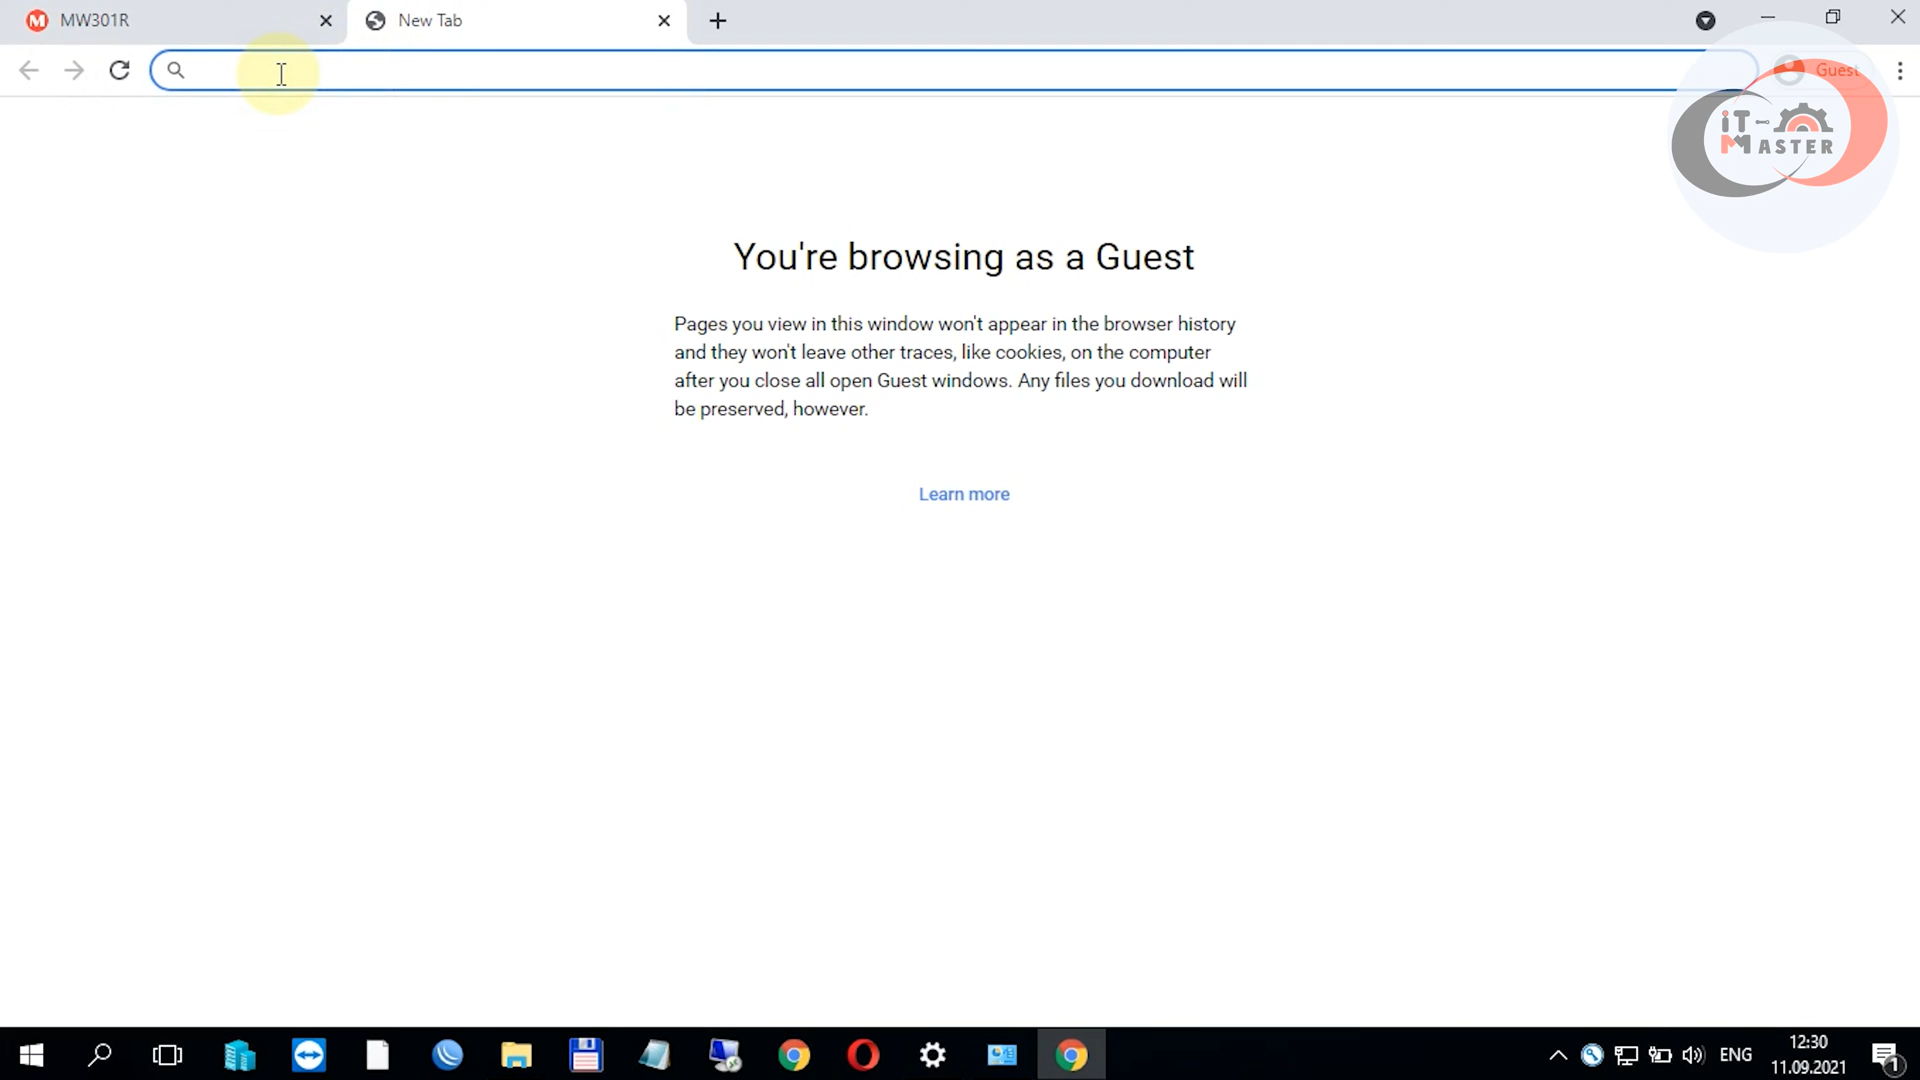 MW301R
New Tab
Guest
iT-
MASTER
You're browsing as a Guest
Pages you view in this window won't appear in the browser history
and they won't leave other traces, like cookies, on the computer
after you close all open Guest windows. Any files you download will
be preserved, however.
Learn more
ENG
12:30
11.09.2021
1